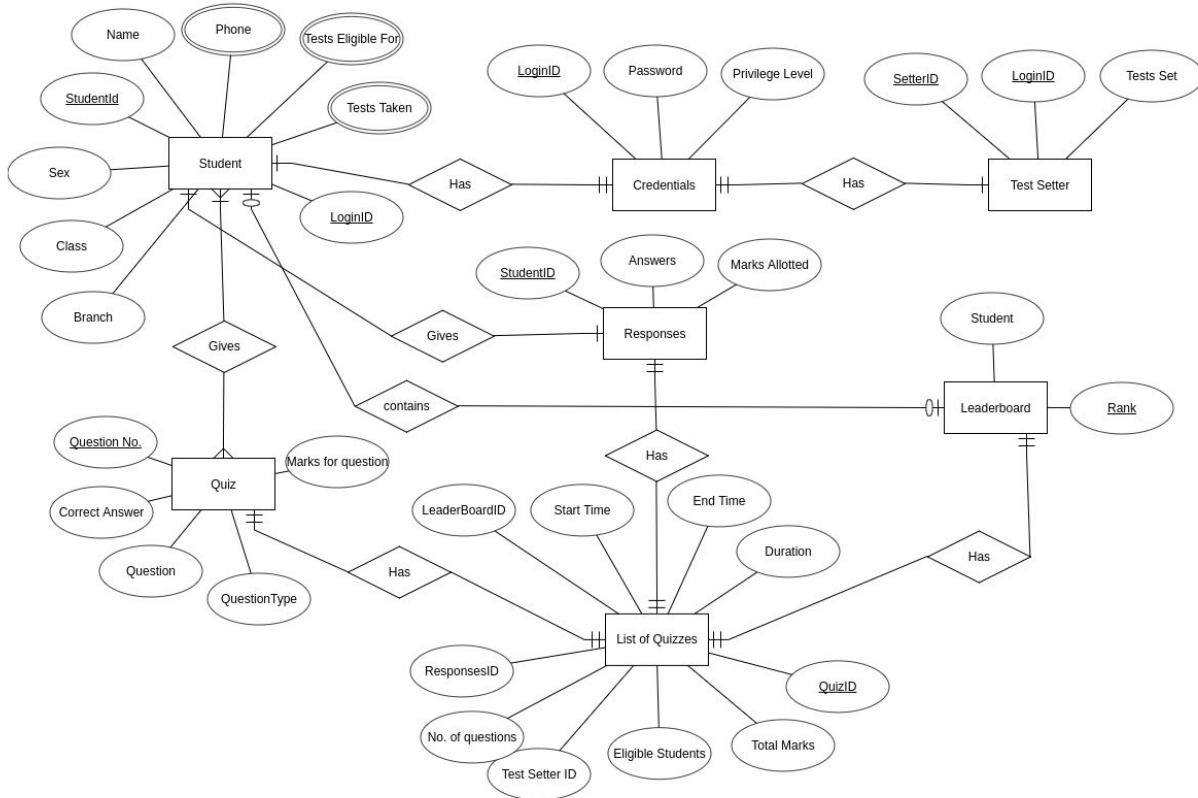 Name
Phone
Tests Eligible For
StudentId
Tests Taken
Sex
Student
LoginID
Class
Branch
Has
LoginID
Password
Privilege Level
Credentials
Has
SetterID
LoginID
Tests Set
Test Setter
StudentID
Answers
Marks Allotted
Gives
Responses
Student
Leaderboard
Rank
Gives
contains
Question No.
Marks for question
Quiz
Correct Answer
Question
QuestionType
Has
Has
Has
LeaderBoardID
Start Time
End Time
Duration
List of Quizzes
ResponsesID
QuizID
No. of questions
Test Setter ID
Eligible Students
Total Marks